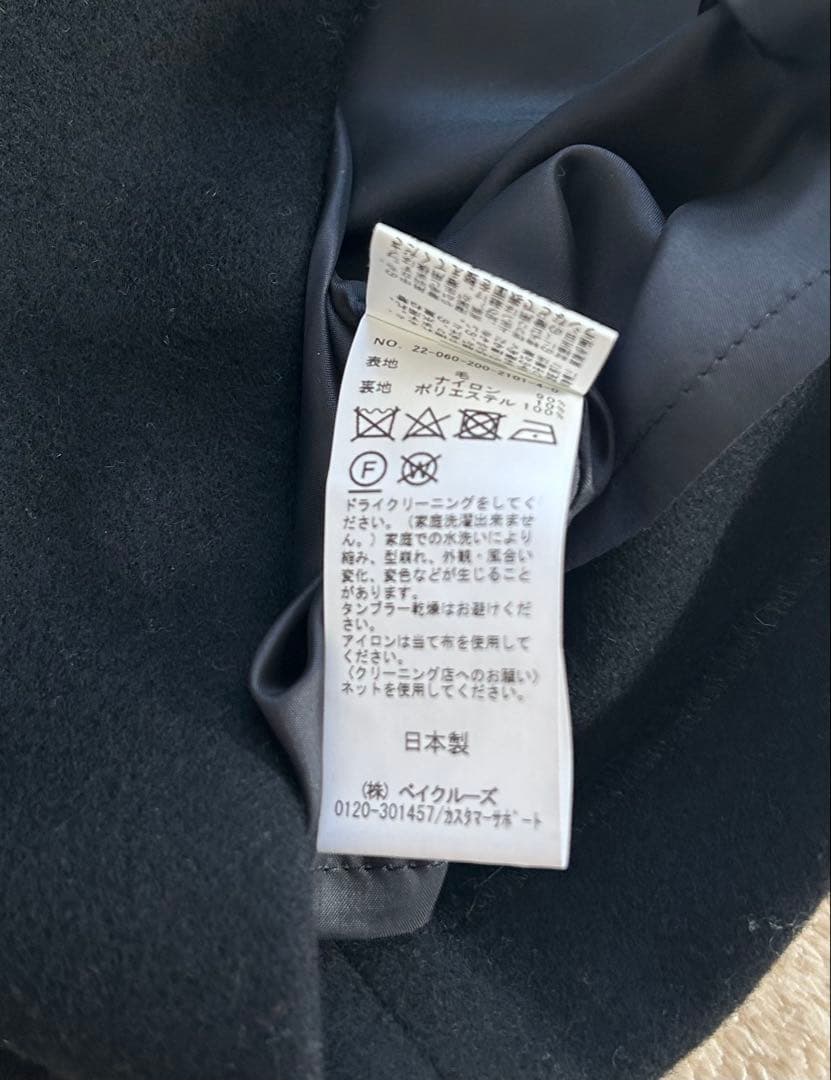 NO. 22-060-200-2101-4-0
表地 毛 90%
ナイロン 10%
裏地 ポリエステル 100%
F W
ドライクリーニングをしてく
ださい。（家庭洗濯出来ませ
ん。）家庭での水洗いにより
縮み、型崩れ、外観・風合い
変化、変色などが生じること
があります。
タンブラー乾燥はお避けくだ
さい。
アイロンは当て布を使用して
ください。
〈クリーニング店へのお願い〉
ネットを使用してください。
日本製
（株）ベイクルーズ
0120-301457/カスタマーサポート